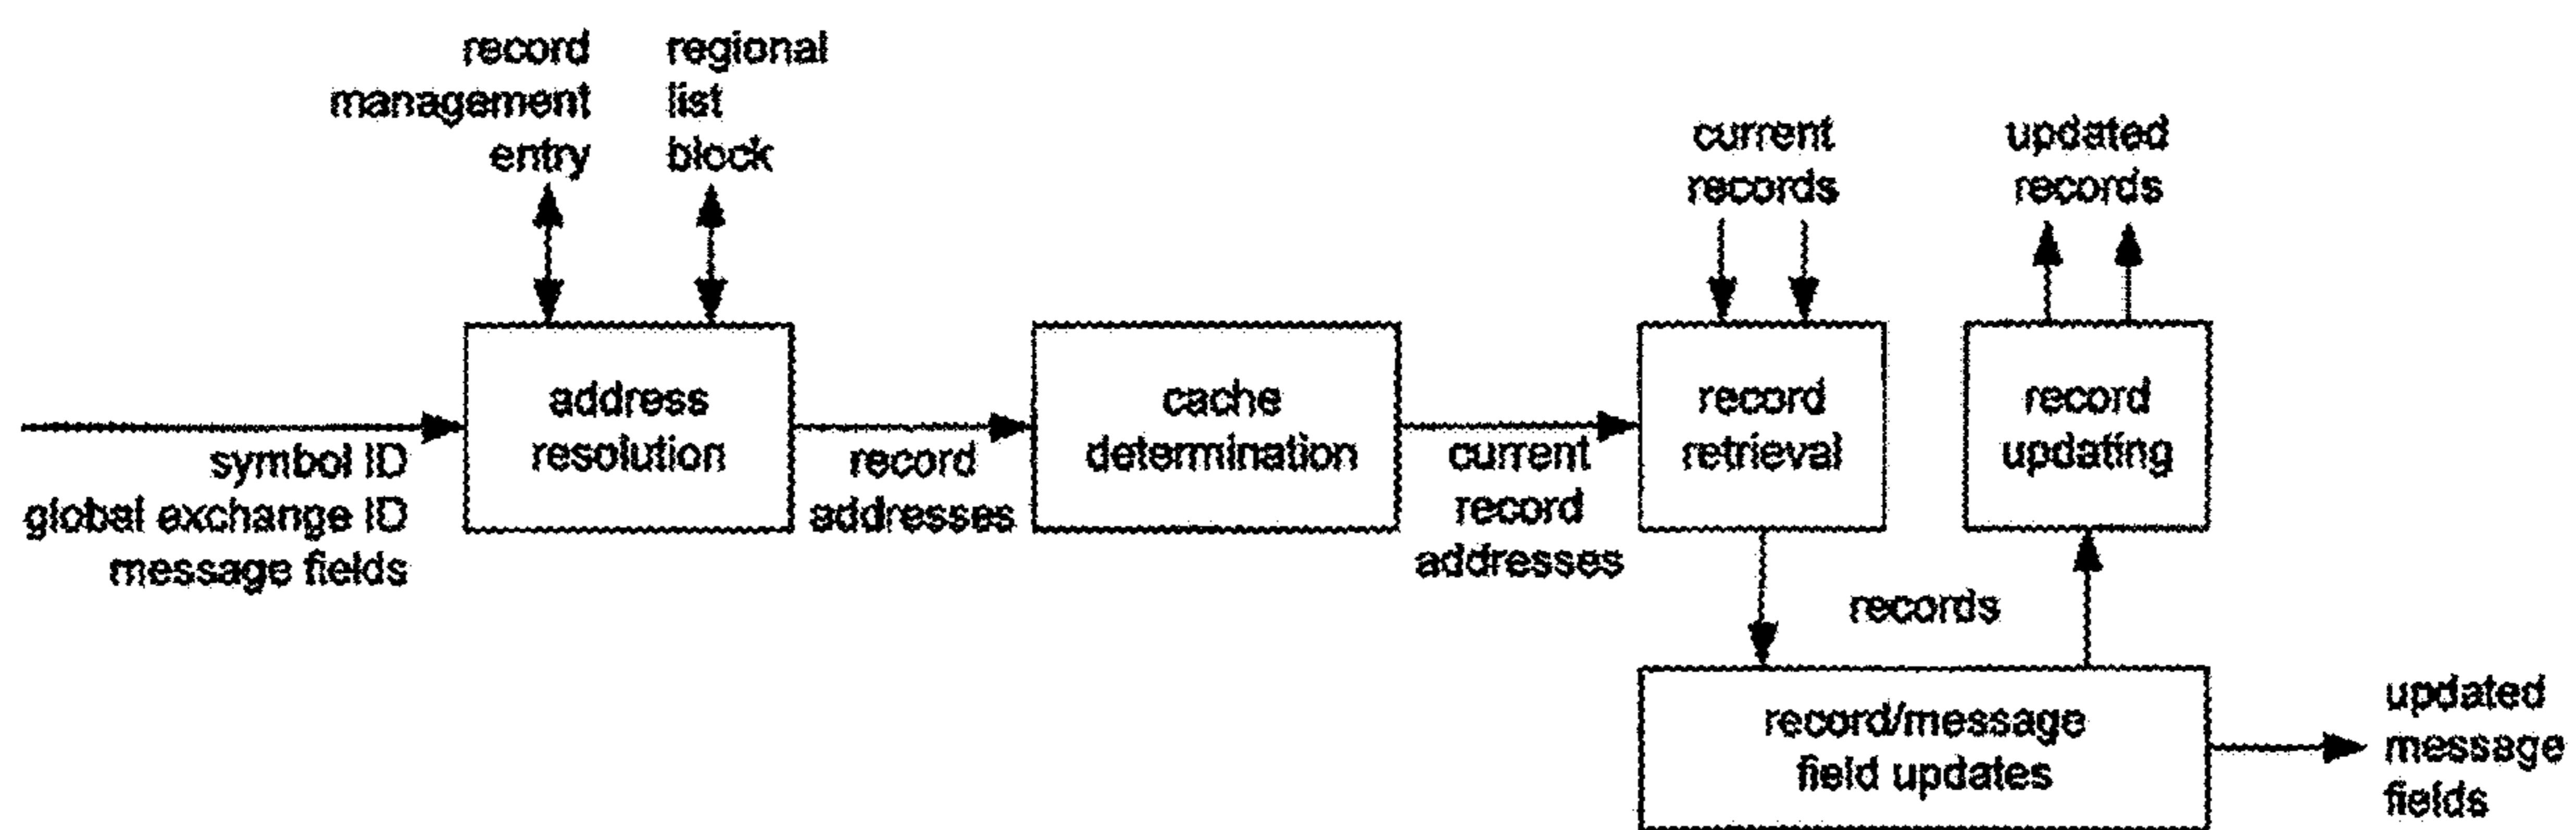 record
management
entry
regional
list
block
current
records
updated
records
address
resolution
cache
determination
record
retrieval
record
updating
symbol ID
global exchange ID
message fields
record
addresses
current
record
addresses
records
record/message
field updates
updated
message
fields